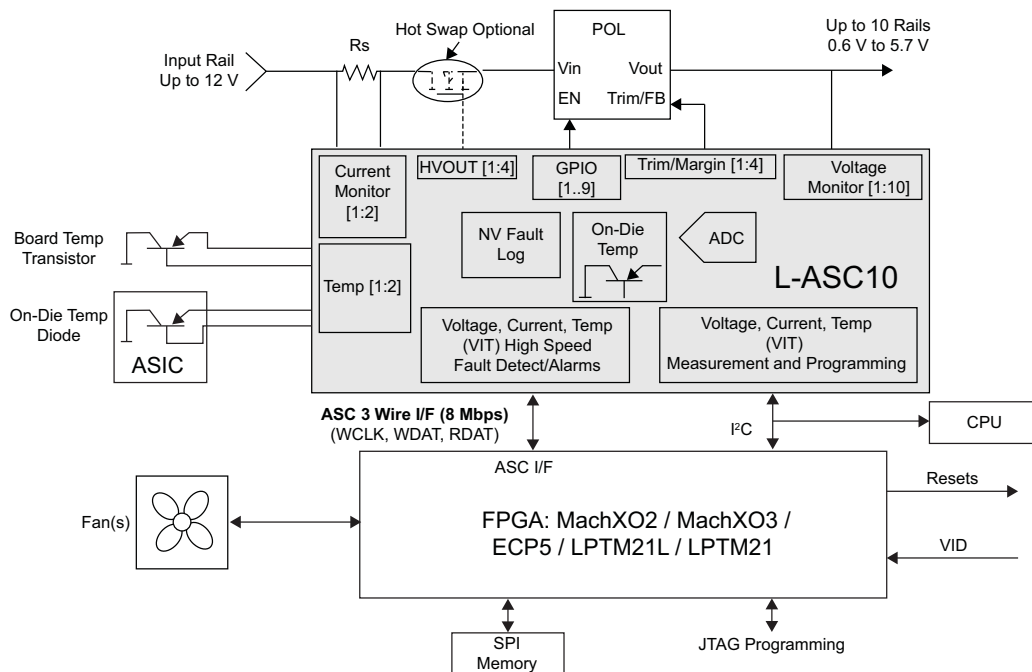 Hot Swap Optional
POL
Up to 10 Rails
0.6 V to 5.7 V
Input Rail
Up to 12 V
Rs
Vin
Vout
EN
Trim/FB
Current
Monitor
[1:2]
HVOUT [1:4]
GPIO
[1..9]
Trim/Margin [1:4]
Voltage
Monitor [1:10]
Board Temp
Transistor
Temp [1:2]
NV Fault
Log
On-Die
Temp
ADC
L-ASC10
On-Die Temp
Diode
ASIC
Voltage, Current, Temp
(VIT) High Speed
Fault Detect/Alarms
Voltage, Current, Temp
(VIT)
Measurement and Programming
ASC 3 Wire I/F (8 Mbps)
(WCLK, WDAT, RDAT)
I²C
CPU
ASC I/F
FPGA: MachXO2 / MachXO3 /
ECP5 / LPTM21L / LPTM21
Fan(s)
Resets
VID
SPI
Memory
JTAG Programming